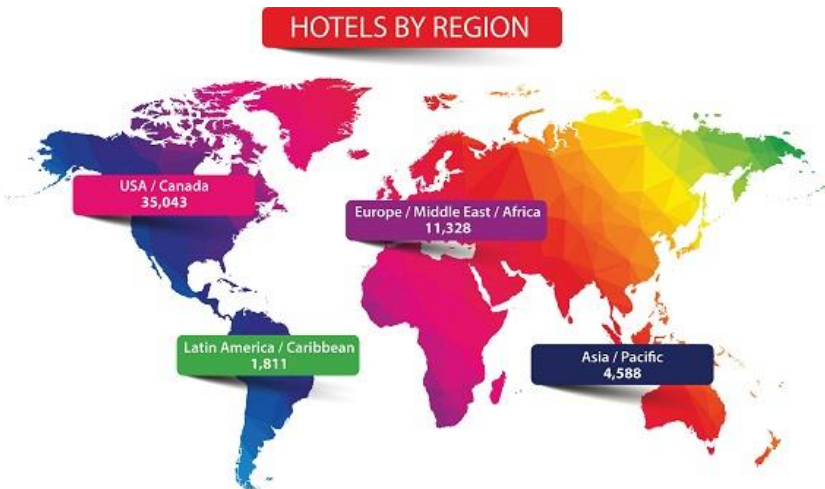 HOTELS BY REGION
USA / Canada
35,043
Europe / Middle East / Africa
11,328
Latin America / Caribbean
1,811
Asia / Pacific
4,588